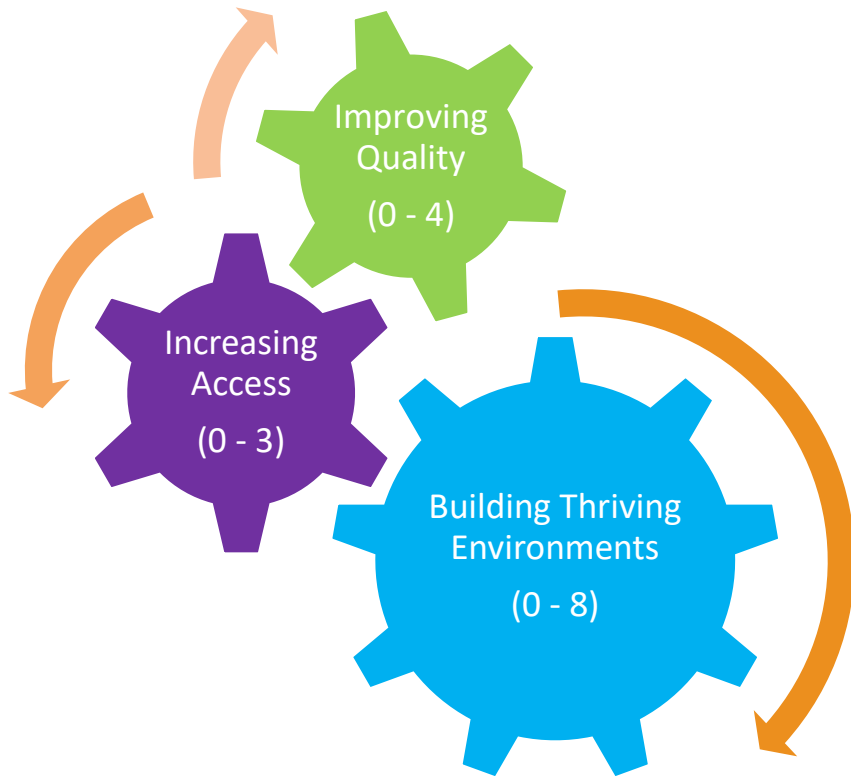 Improving
Quality
(0 - 4)
Increasing
Access
(0 - 3)
Building Thriving
Environments
(0 - 8)